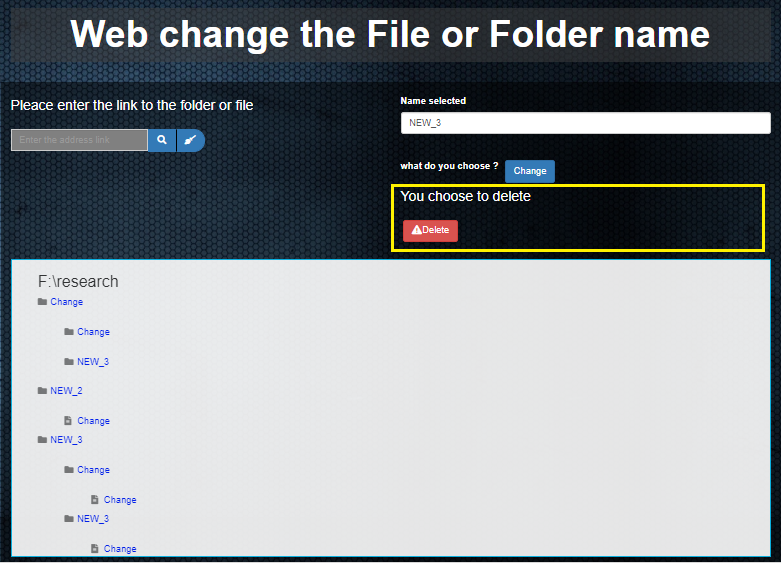 Web change the File or Folder name
Pleace enter the link to the folder or file
Enter the address link
Name selected
NEW_3
what do you choose ?
Change
You choose to delete
Delete
F:\research
Change
Change
NEW_3
NEW_2
Change
NEW_3
Change
Change
NEW_3
Change